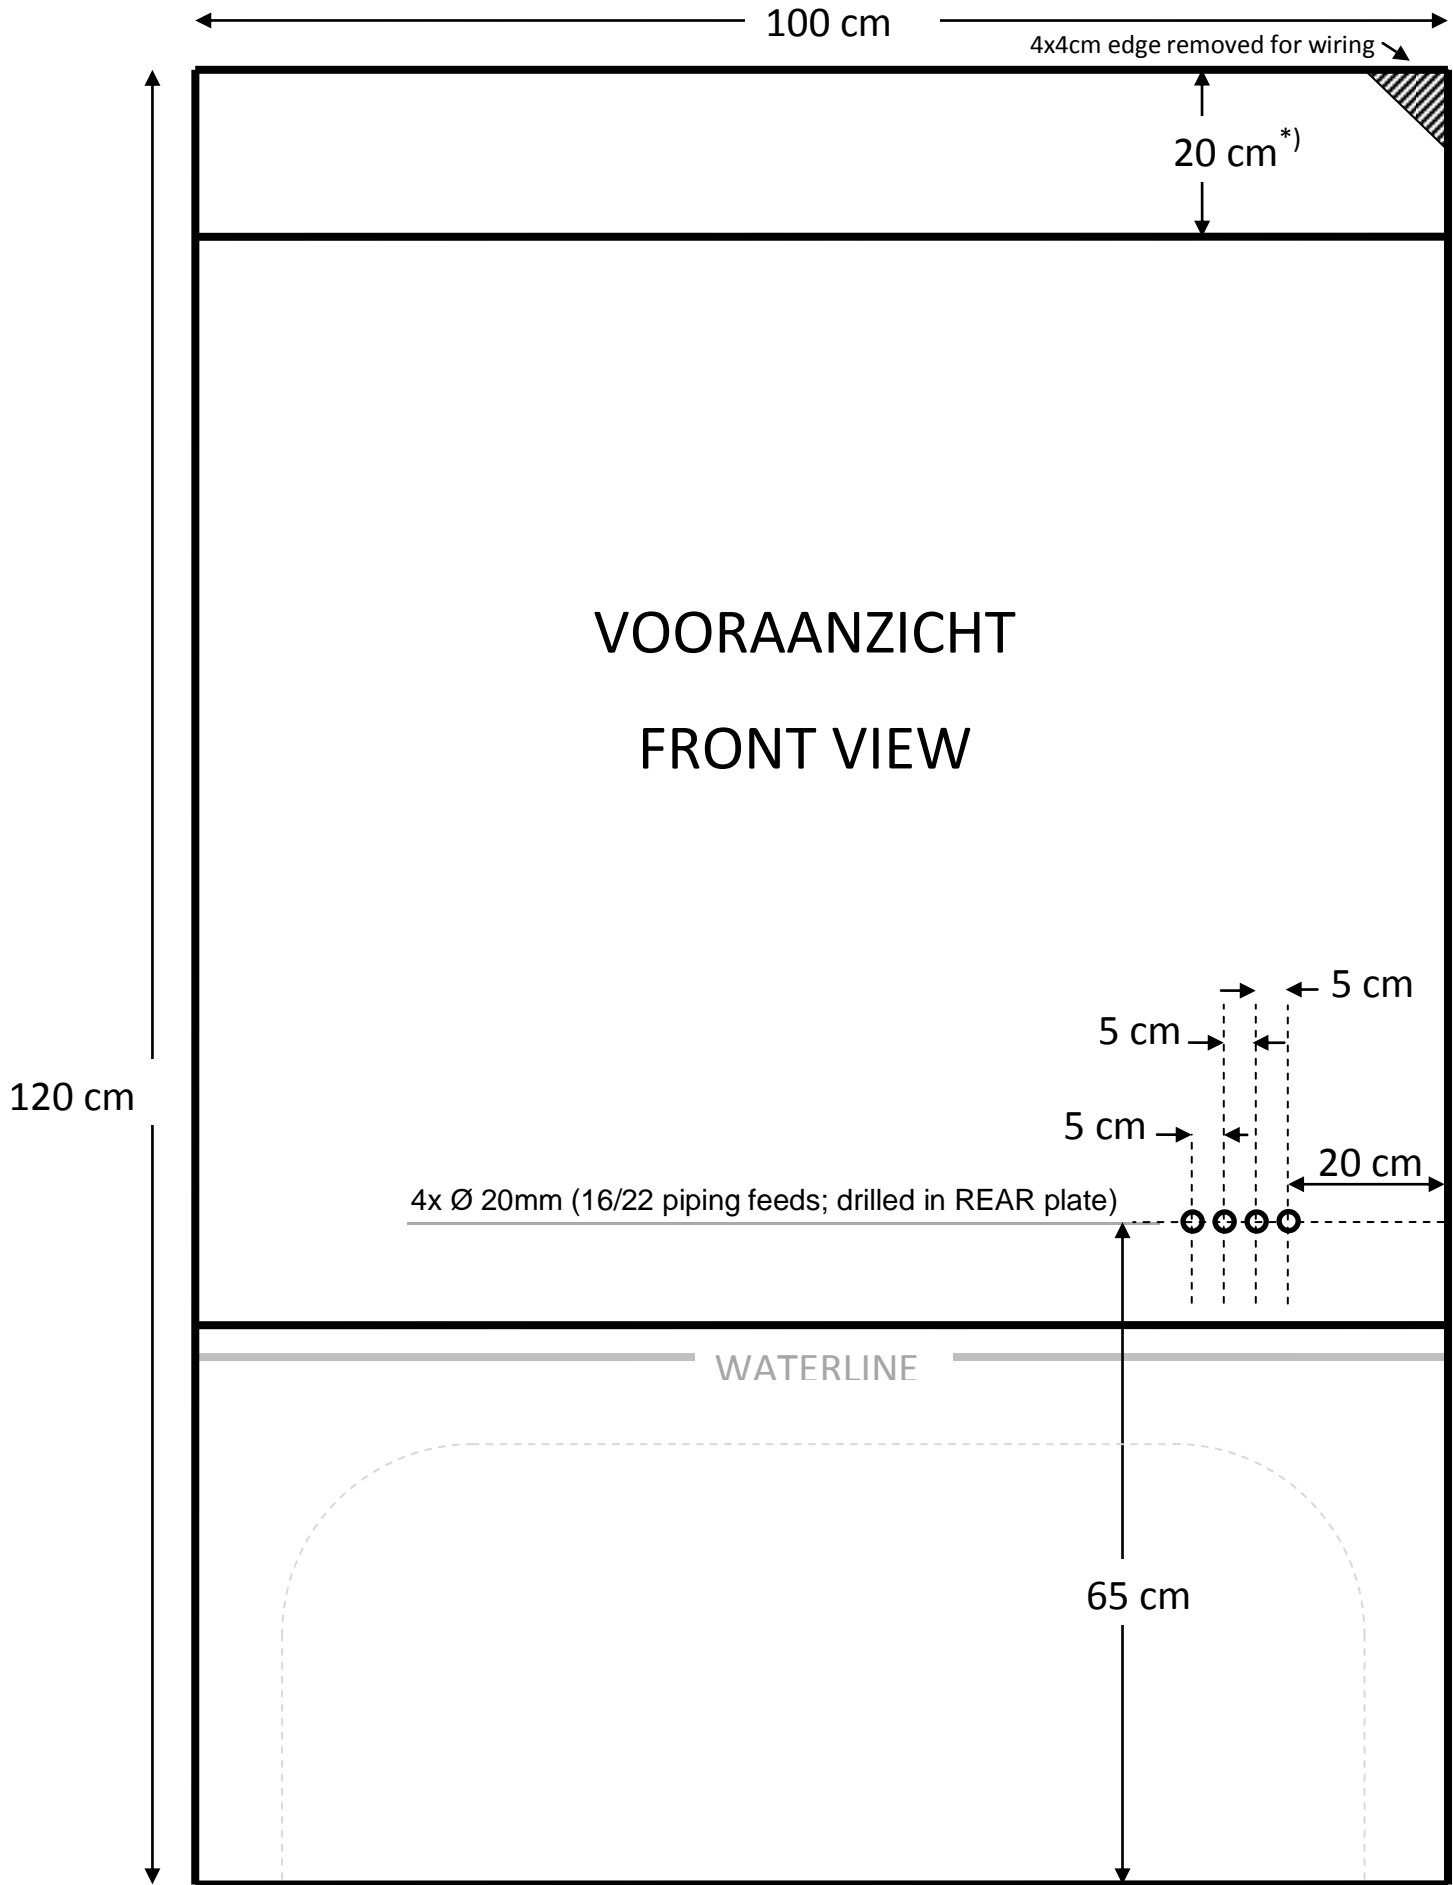 100 cm
4x4cm edge removed for wiring
20 cm*)
VOORAANZICHT
FRONT VIEW
5 cm
5 cm
120 cm
5 cm
20 cm
4x Ø 20mm (16/22 piping feeds; drilled in REAR plate)
WATERLINE
65 cm